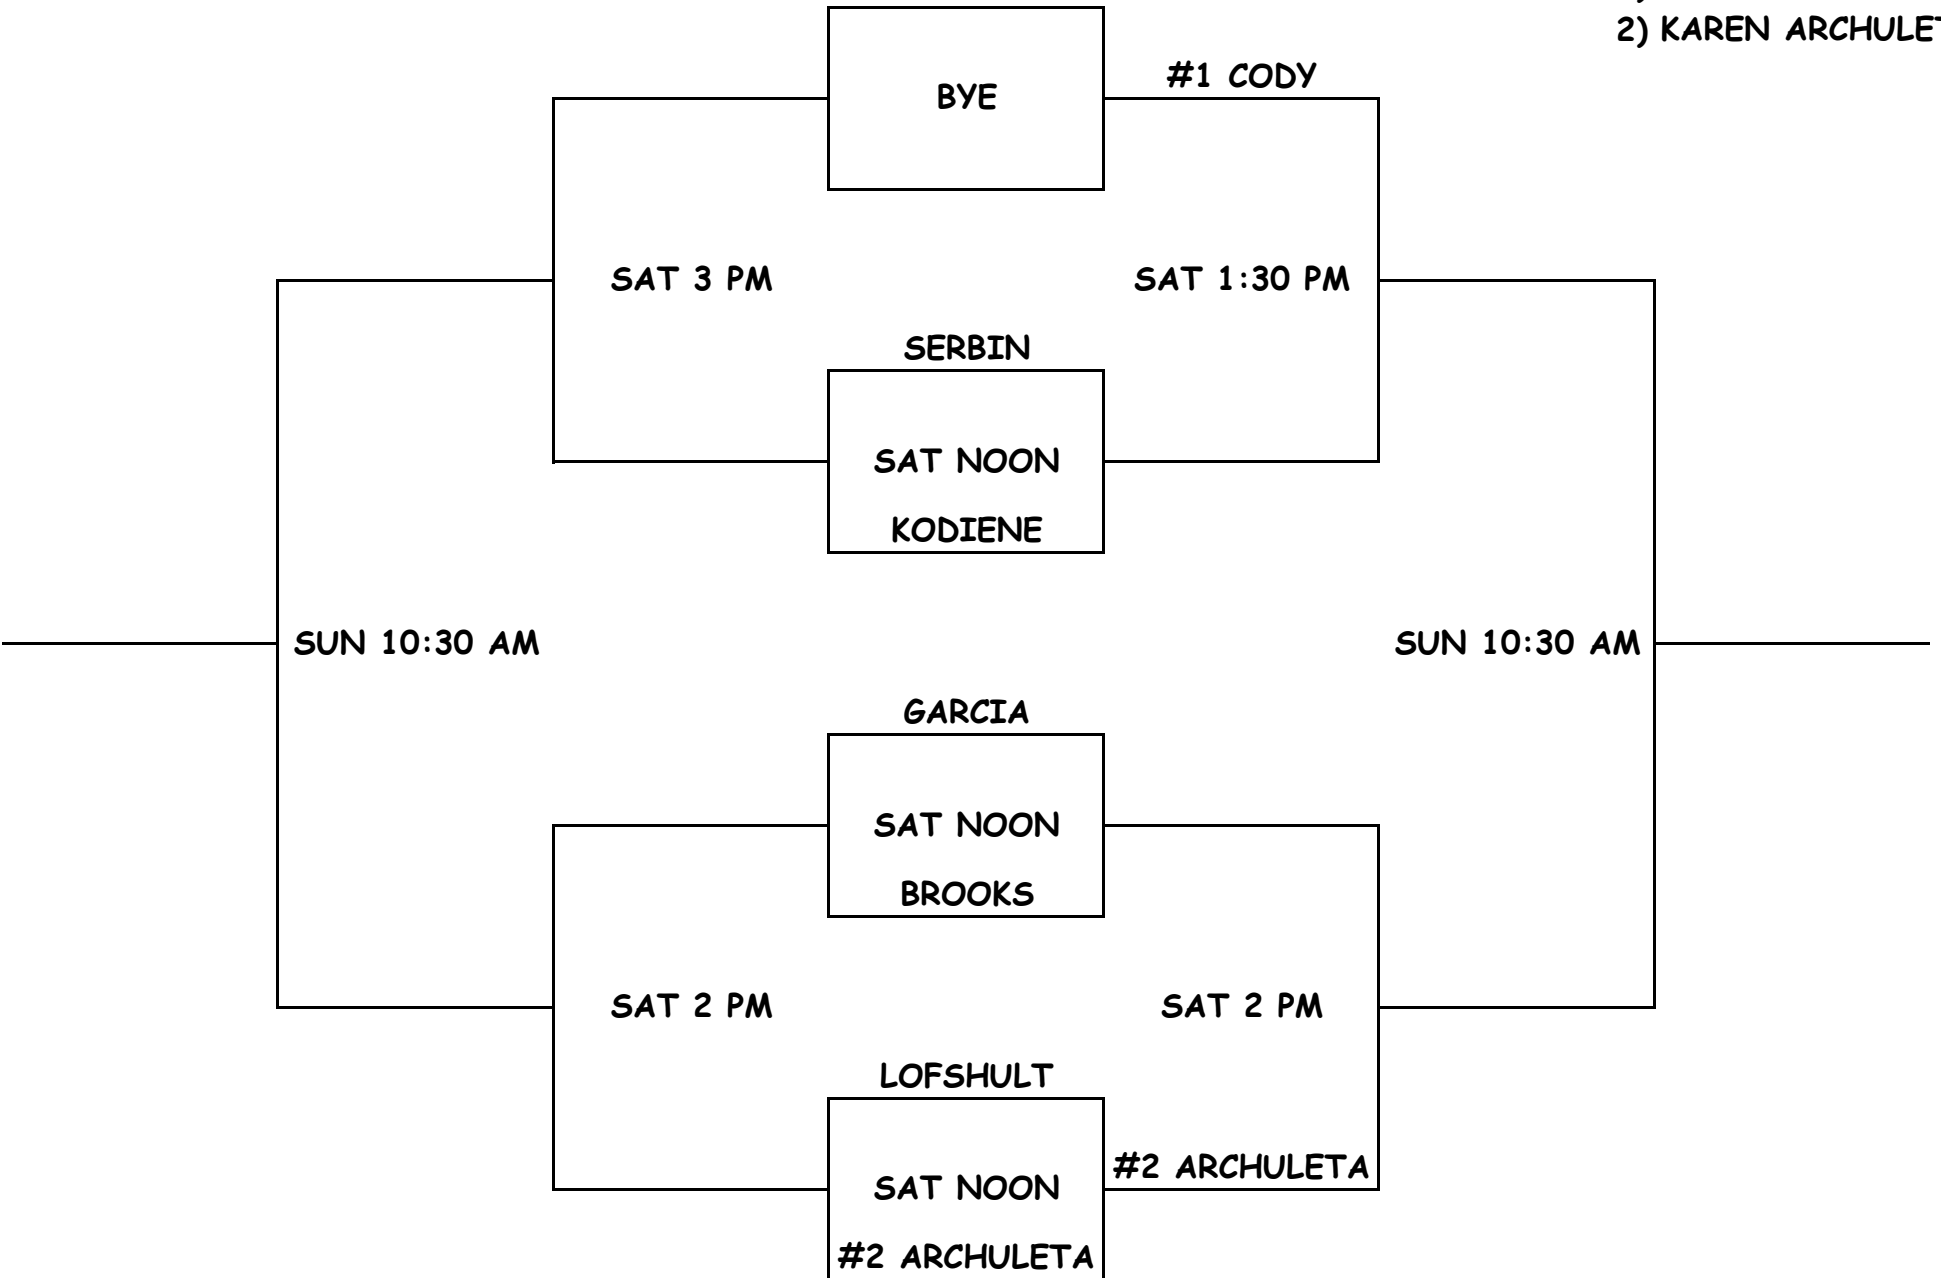 2) KAREN ARCHULET
#1 CODY
BYE
SAT 3 PM
SAT 1:30 PM
SERBIN
SAT NOON
KODIENE
SUN 10:30 AM
SUN 10:30 AM
GARCIA
SAT NOON
BROOKS
SAT 2 PM
SAT 2 PM
LOFSHULT
#2 ARCHULETA
SAT NOON
#2 ARCHULETA